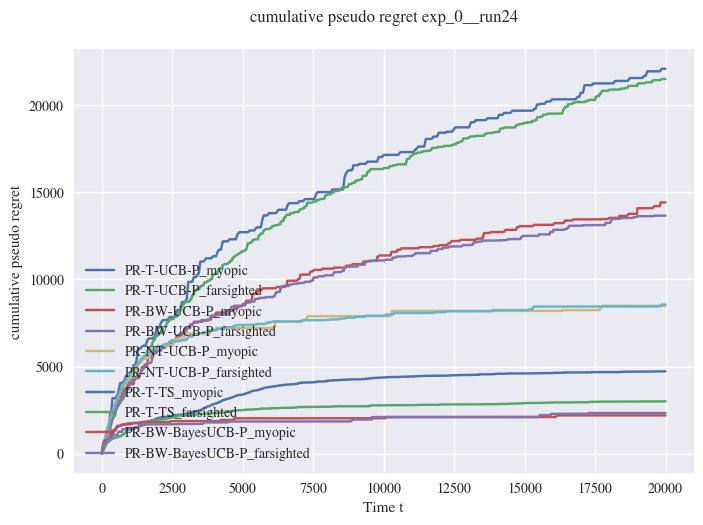 cumulative pseudo regret exp_0__run24
cumulative pseudo regret
20000
15000
10000
5000
0
PR-T-UCB-P_myopic
PR-T-UCB-P_farsighted
PR-BW-UCB-P_myopic
PR-BW-UCB-P_farsighted
PR-NT-UCB-P_myopic
PR-NT-UCB-P_farsighted
PR-T-TS_myopic
PR-T-TS_farsighted
PR-BW-BayesUCB-P_myopic
PR-BW-BayesUCB-P_farsighted
0 2500 5000 7500 10000 12500 15000 17500 20000
Time t